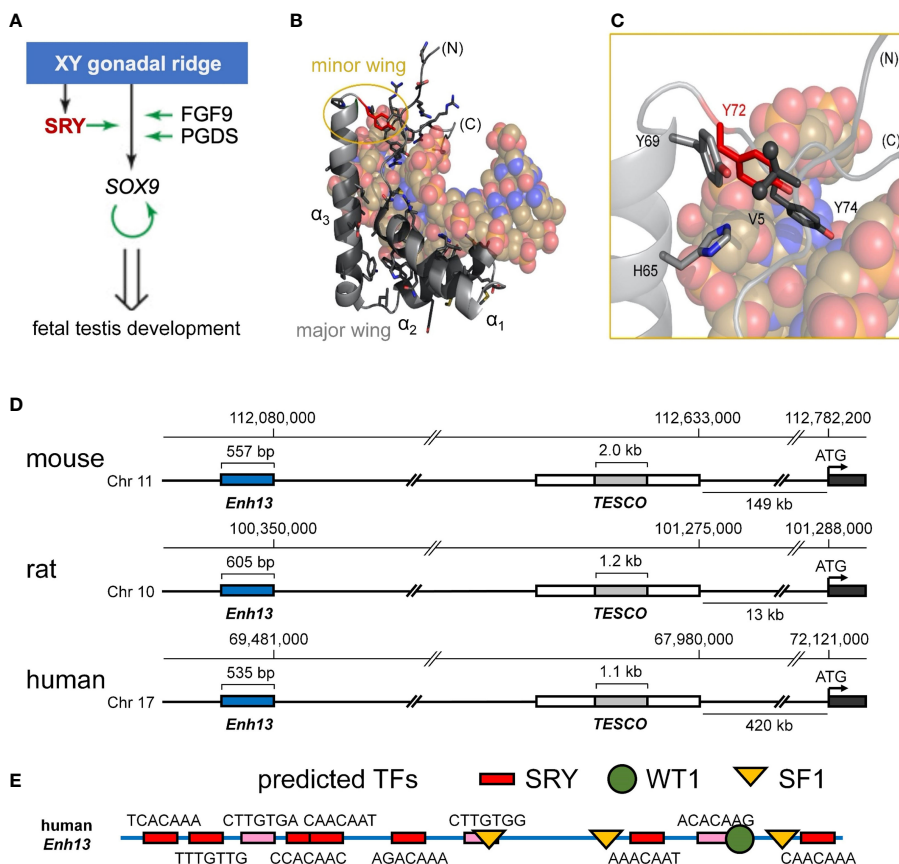 A
XY gonadal ridge
SRY
FGF9
PGDS
SOX9
fetal testis development
B
minor wing
(N)
(C)
α3
α2
α1
major wing
C
(N)
(C)
Y72
Y69
V5
Y74
H65
D
mouse
112,080,000
112,633,000
112,782,200
557 bp
2.0 kb
ATG
Chr 11
Enh13
TESCO
149 kb
rat
100,350,000
101,275,000
101,288,000
605 bp
1.2 kb
ATG
Chr 10
Enh13
TESCO
13 kb
human
69,481,000
67,980,000
72,121,000
535 bp
1.1 kb
ATG
Chr 17
Enh13
TESCO
420 kb
E
predicted TFs SRY WT1 SF1
human
Enh13
TCACAAA CTTGTGA CAACAAT CTTGTGG ACACAAG
TTTGTTG CCACAAC AGACAAA AAACAAT CAACAAA